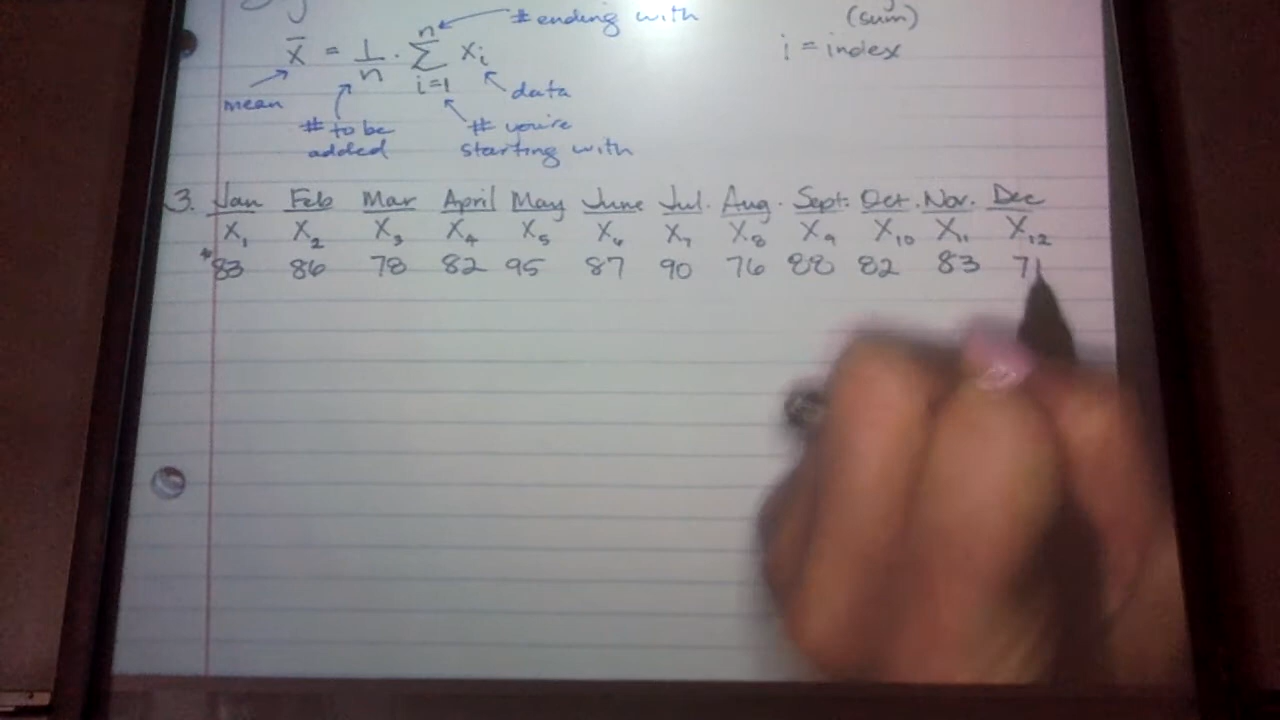 # ending with
(sum)
x̄ = 1/n · n Σ i=1 xᵢ
i = index
mean
data
# to be added
# you're starting with
3. Jan Feb Mar April May June Jul. Aug. Sept. Oct. Nov. Dec
X₁ X₂ X₃ X₄ X₅ X₆ X₇ X₈ X₉ X₁₀ X₁₁ X₁₂
83 86 78 82 95 87 90 76 88 82 83 71